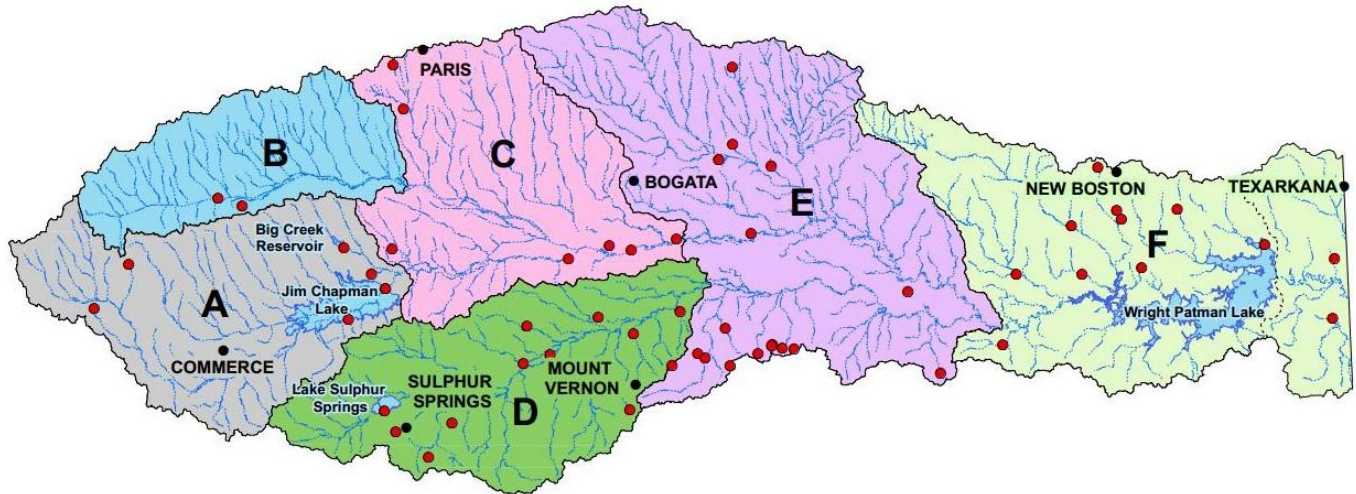 PARIS
B
C
BOGATA
E
NEW BOSTON
TEXARKANA
Big Creek
Reservoir
A
Jim Chapman
Lake
F
Wright Patman Lake
COMMERCE
MOUNT
VERNON
Lake Sulphur
Springs
SULPHUR
SPRINGS
D